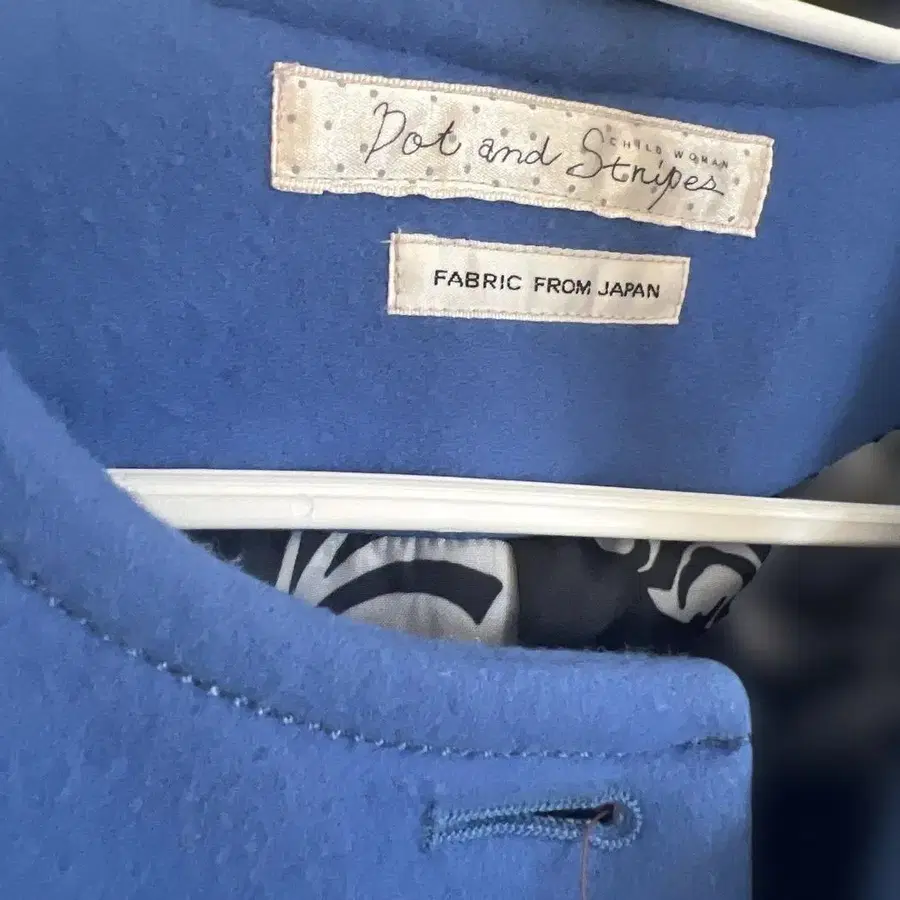 Dot and Stripes
CHILD WOMAN
FABRIC FROM JAPAN